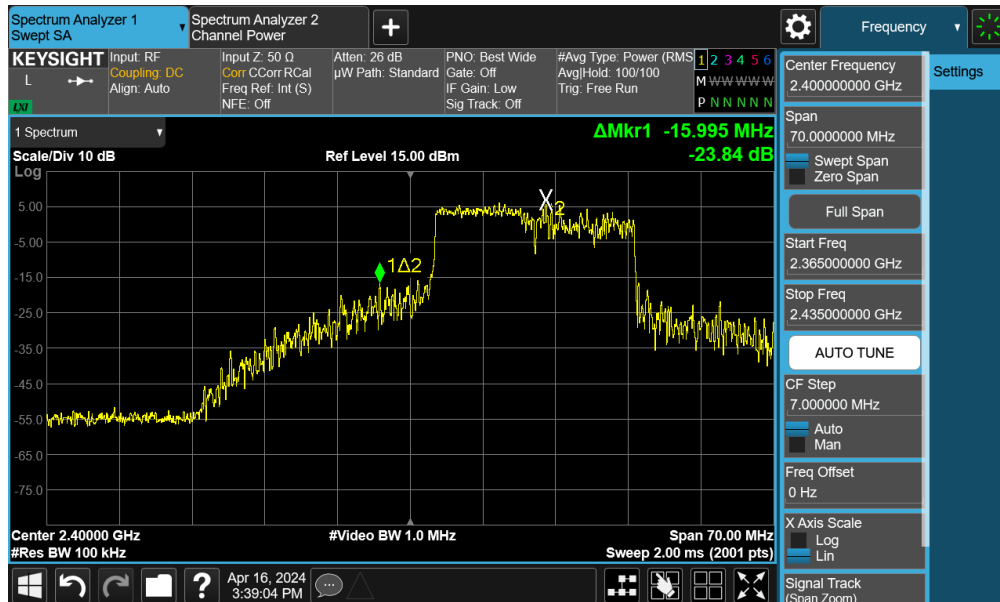 Spectrum Analyzer 1
Swept SA
Spectrum Analyzer 2
Channel Power
Frequency
KEYSIGHT
L
LXI
Input: RF
Coupling: DC
Align: Auto
Input Z: 50 Ω
Corr CCorr RCal
Freq Ref: Int (S)
NFE: Off
Atten: 26 dB
µW Path: Standard
PNO: Best Wide
Gate: Off
IF Gain: Low
Sig Track: Off
#Avg Type: Power (RMS
Avg|Hold: 100/100
Trig: Free Run
1 2 3 4 5 6
M W W W W W
P N N N N N
1 Spectrum
Scale/Div 10 dB
Log
Ref Level 15.00 dBm
ΔMkr1 -15.995 MHz
-23.84 dB
5.00
-5.00
-15.0
-25.0
-35.0
-45.0
-55.0
-65.0
-75.0
1Δ2
X2
Center 2.40000 GHz
#Res BW 100 kHz
#Video BW 1.0 MHz
Span 70.00 MHz
Sweep 2.00 ms (2001 pts)
Apr 16, 2024
3:39:04 PM
Center Frequency
2.400000000 GHz
Settings
Span
70.0000000 MHz
Swept Span
Zero Span
Full Span
Start Freq
2.365000000 GHz
Stop Freq
2.435000000 GHz
AUTO TUNE
CF Step
7.000000 MHz
Auto
Man
Freq Offset
0 Hz
X Axis Scale
Log
Lin
Signal Track
(Span Zoom)